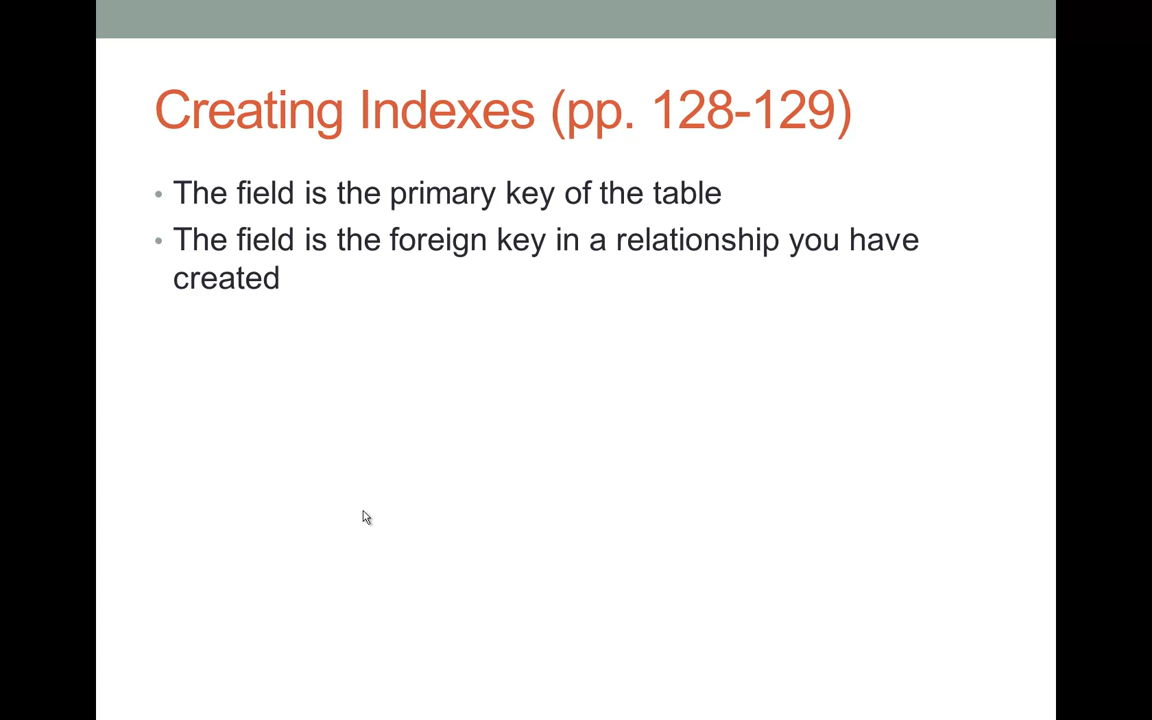 Creating Indexes (pp. 128-129)
• The field is the primary key of the table
• The field is the foreign key in a relationship you have
created